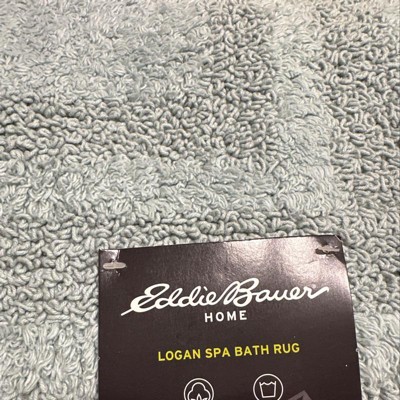 Eddie Bauer
HOME
LOGAN SPA BATH RUG